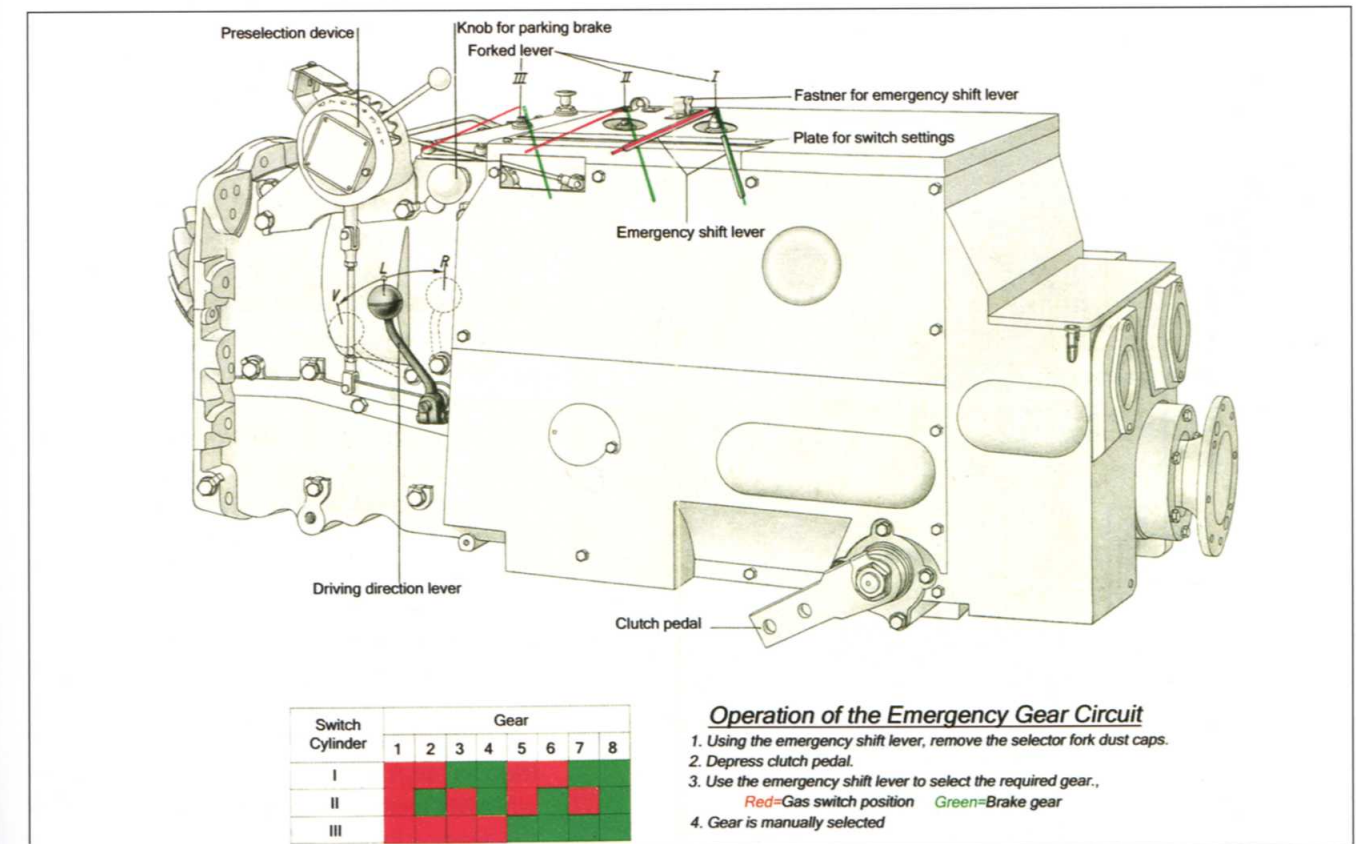 Preselection device
Knob for parking brake
Forked lever
III
II
I
Fastner for emergency shift lever
Plate for switch settings
Emergency shift lever
L
R
V
Driving direction lever
Clutch pedal
Switch Cylinder
Gear
1 2 3 4 5 6 7 8
I
II
III
Operation of the Emergency Gear Circuit
1. Using the emergency shift lever, remove the selector fork dust caps.
2. Depress clutch pedal.
3. Use the emergency shift lever to select the required gear.,
Red=Gas switch position Green=Brake gear
4. Gear is manually selected